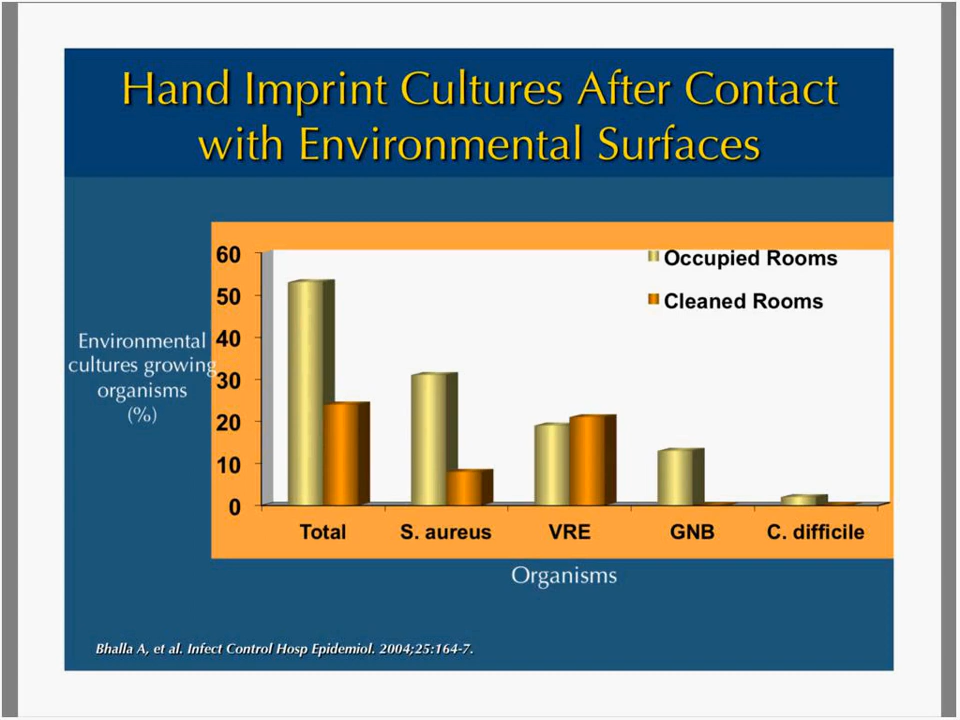 Hand Imprint Cultures After Contact
with Environmental Surfaces
Environmental
cultures growing
organisms
(%)
60
50
40
30
20
10
0
Occupied Rooms
Cleaned Rooms
Total S. aureus VRE GNB C. difficile
Organisms
Bhalla A, et al. Infect Control Hosp Epidemiol. 2004;25:164-7.